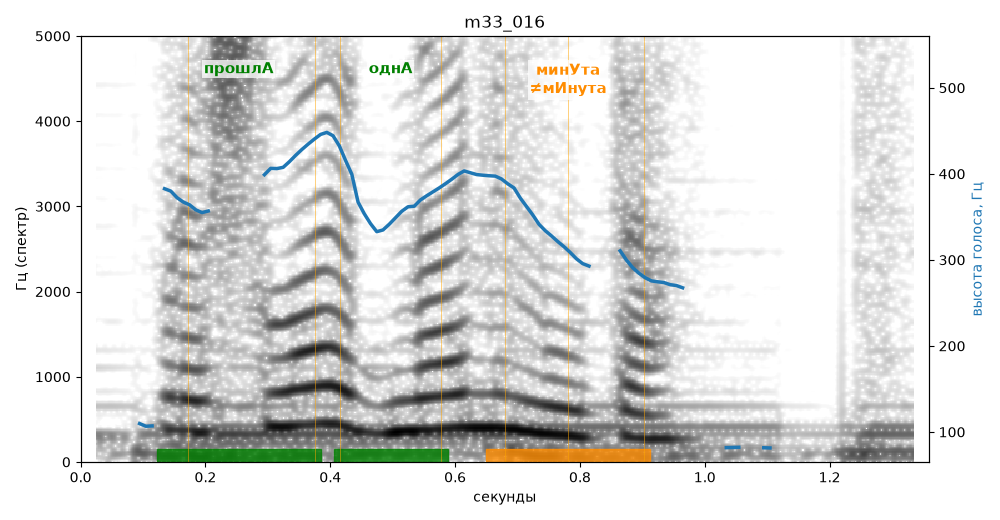 m33_016
5000
4000
3000
2000
1000
0
Гц (спектр)
прошлА
однА
минУта
≠мИнута
500
400
300
200
100
высота голоса, Гц
0.0 0.2 0.4 0.6 0.8 1.0 1.2
секунды